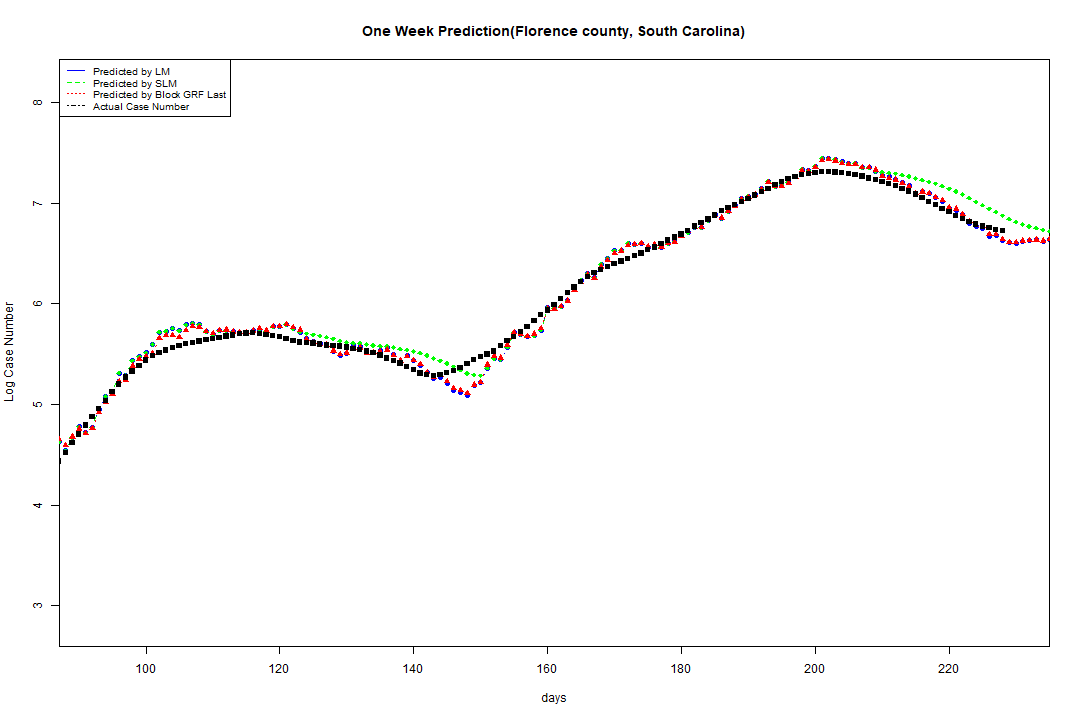 One Week Prediction(Florence county, South Carolina)
Predicted by LM
Predicted by SLM
Predicted by Block GRF Last
Actual Case Number
8
7
6
5
4
3
Log Case Number
100 120 140 160 180 200 220
days